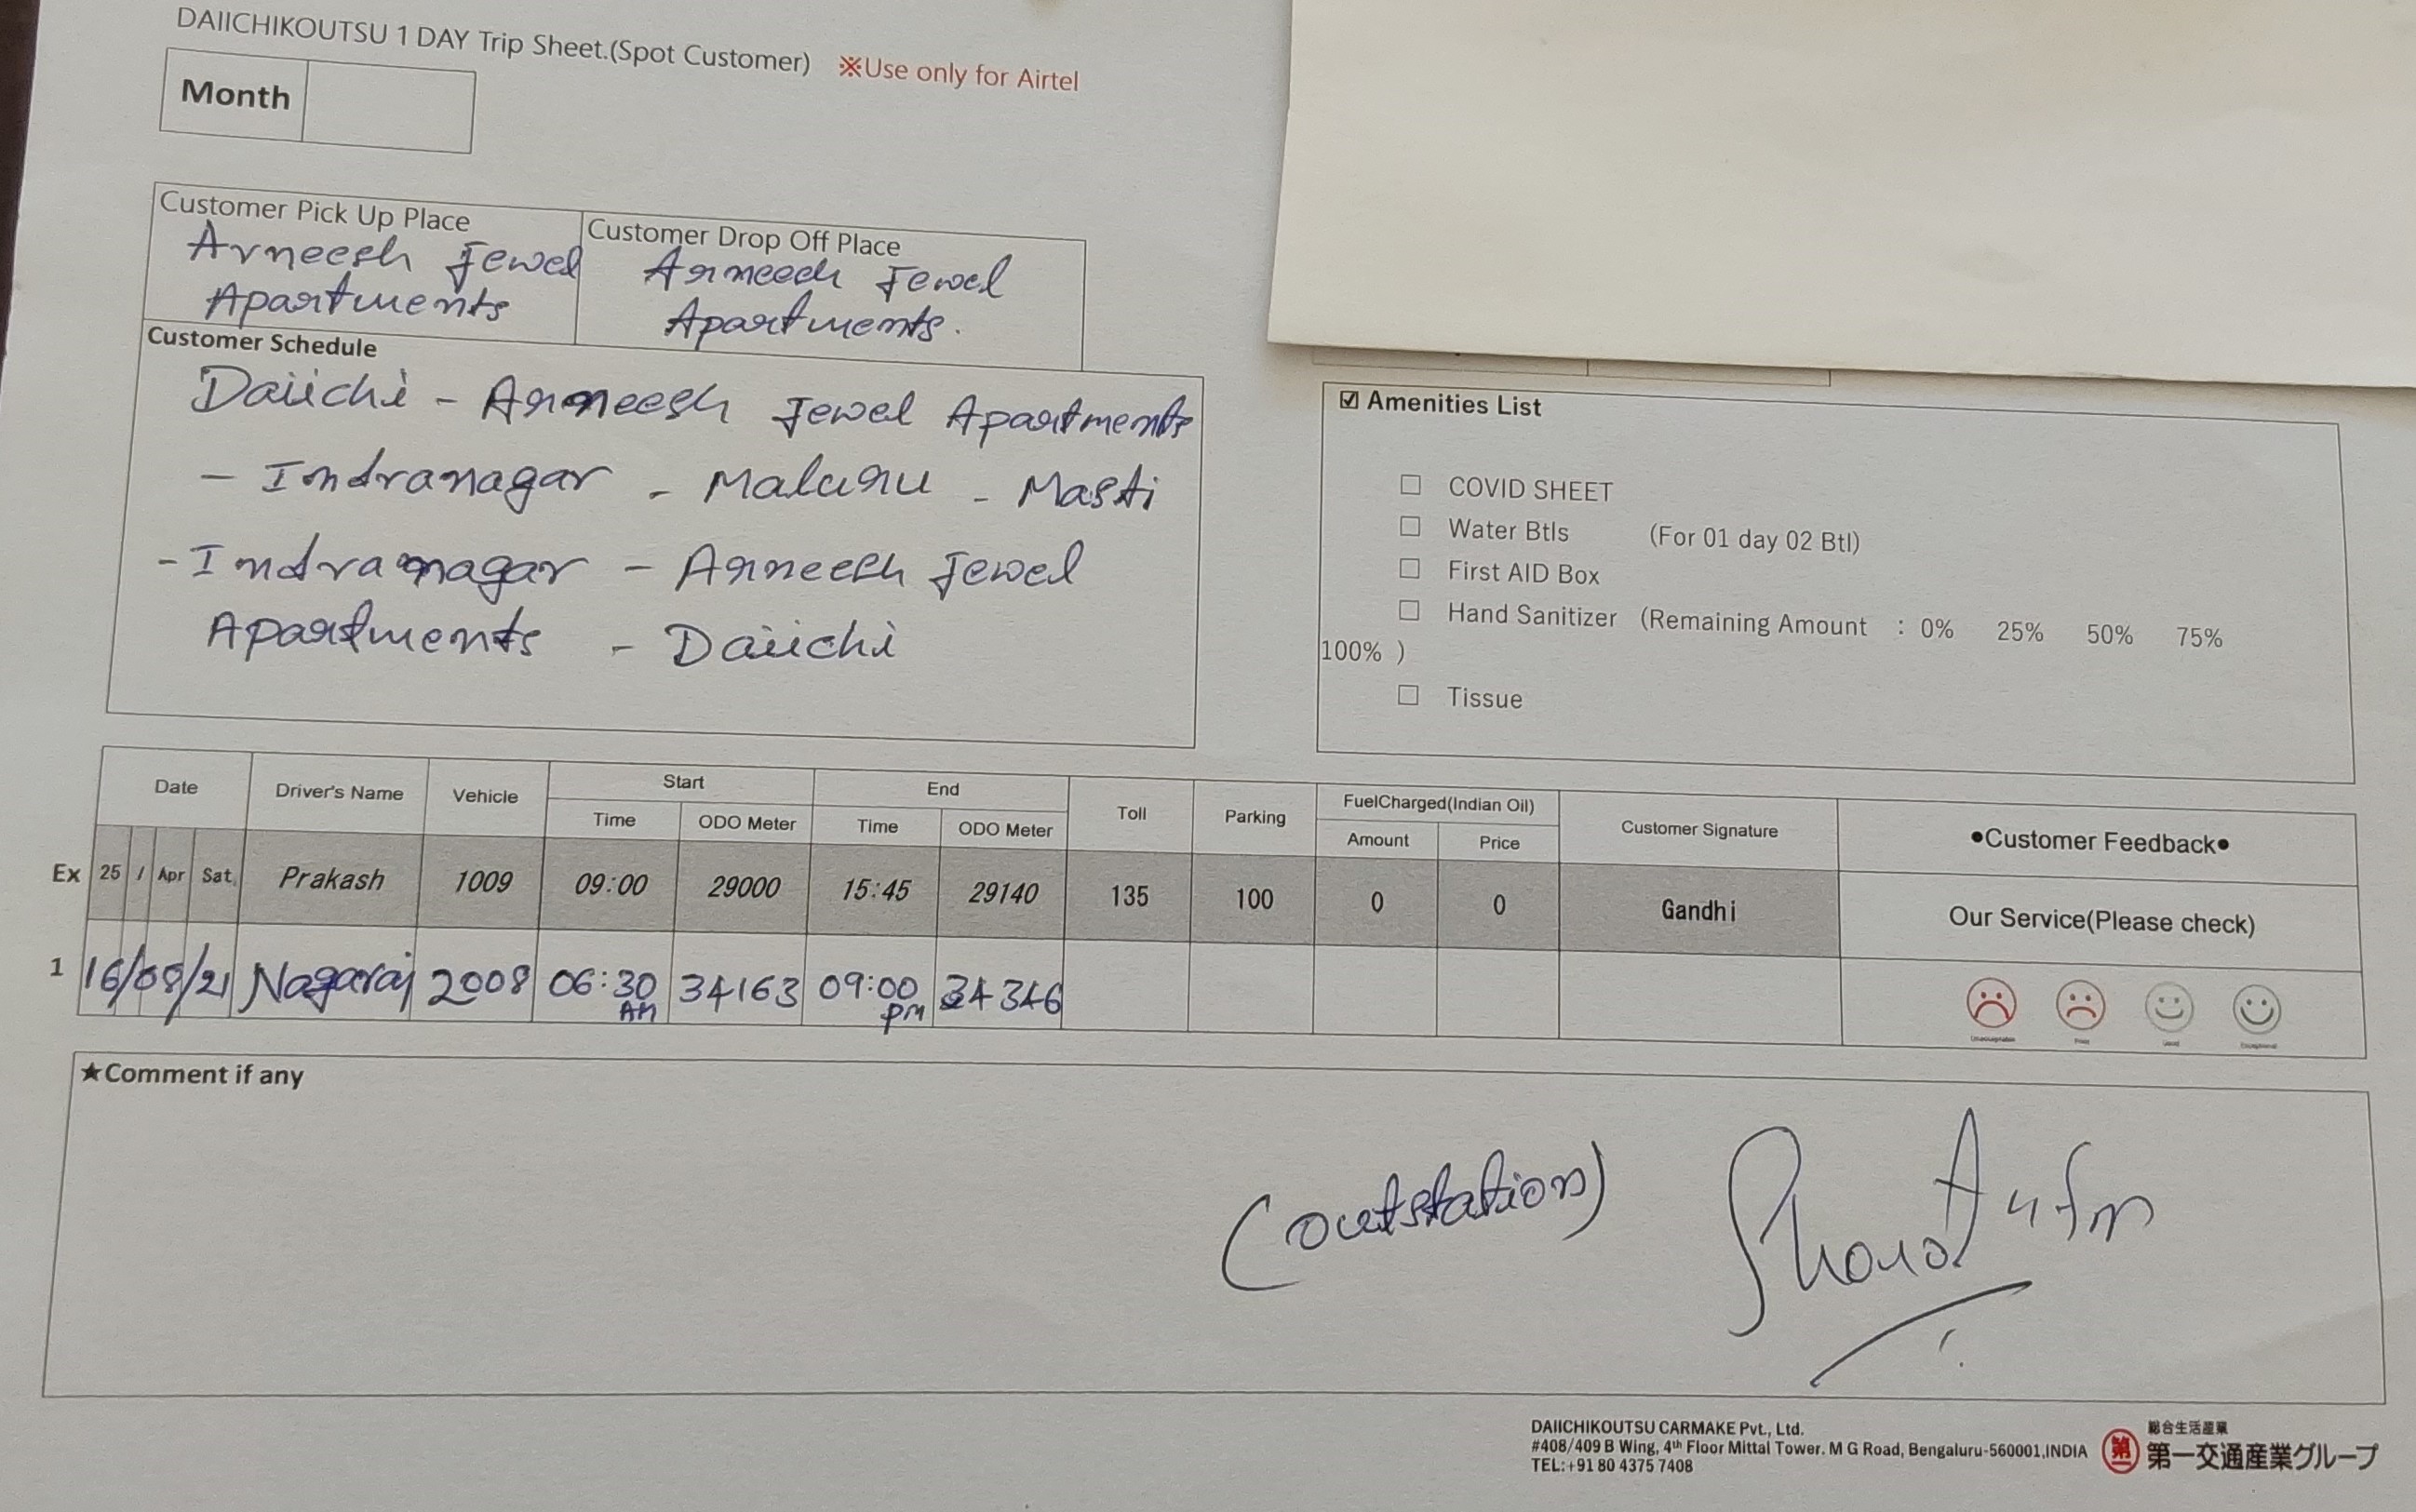 DAIICHIKOUTSU 1 DAY Trip Sheet.(Spot Customer) ※Use only for Airtel
Month
Customer Pick Up Place
Arneesh Jewel
Apartments
Customer Drop Off Place
Arneesh Jewel
Apartments.
Customer Schedule
Daiichi - Arneesh Jewel Apartments
- Indranagar - Maluru - Masti
- Indranagar - Arneesh Jewel
Apartments - Daiichi
☑ Amenities List
☐ COVID SHEET
☐ Water Btls (For 01 day 02 Btl)
☐ First AID Box
☐ Hand Sanitizer (Remaining Amount : 0% 25% 50% 75%
100% )
☐ Tissue
Date Driver's Name Vehicle Start End Toll Parking FuelCharged(Indian Oil) Customer Signature ●Customer Feedback●
Time ODO Meter Time ODO Meter Amount Price
Ex 25 / Apr Sat. Prakash 1009 09:00 29000 15:45 29140 135 100 0 0 Gandhi Our Service(Please check)
1 16/08/21 Nagaraj 2008 06:30 AM 34163 09:00 PM 34346
★Comment if any
(outstation)
DAIICHIKOUTSU CARMAKE Pvt., Ltd.
#408/409 B Wing, 4th Floor Mittal Tower. M G Road, Bengaluru-560001,INDIA
TEL:+91 80 4375 7408
総合生活産業
第一交通産業グループ